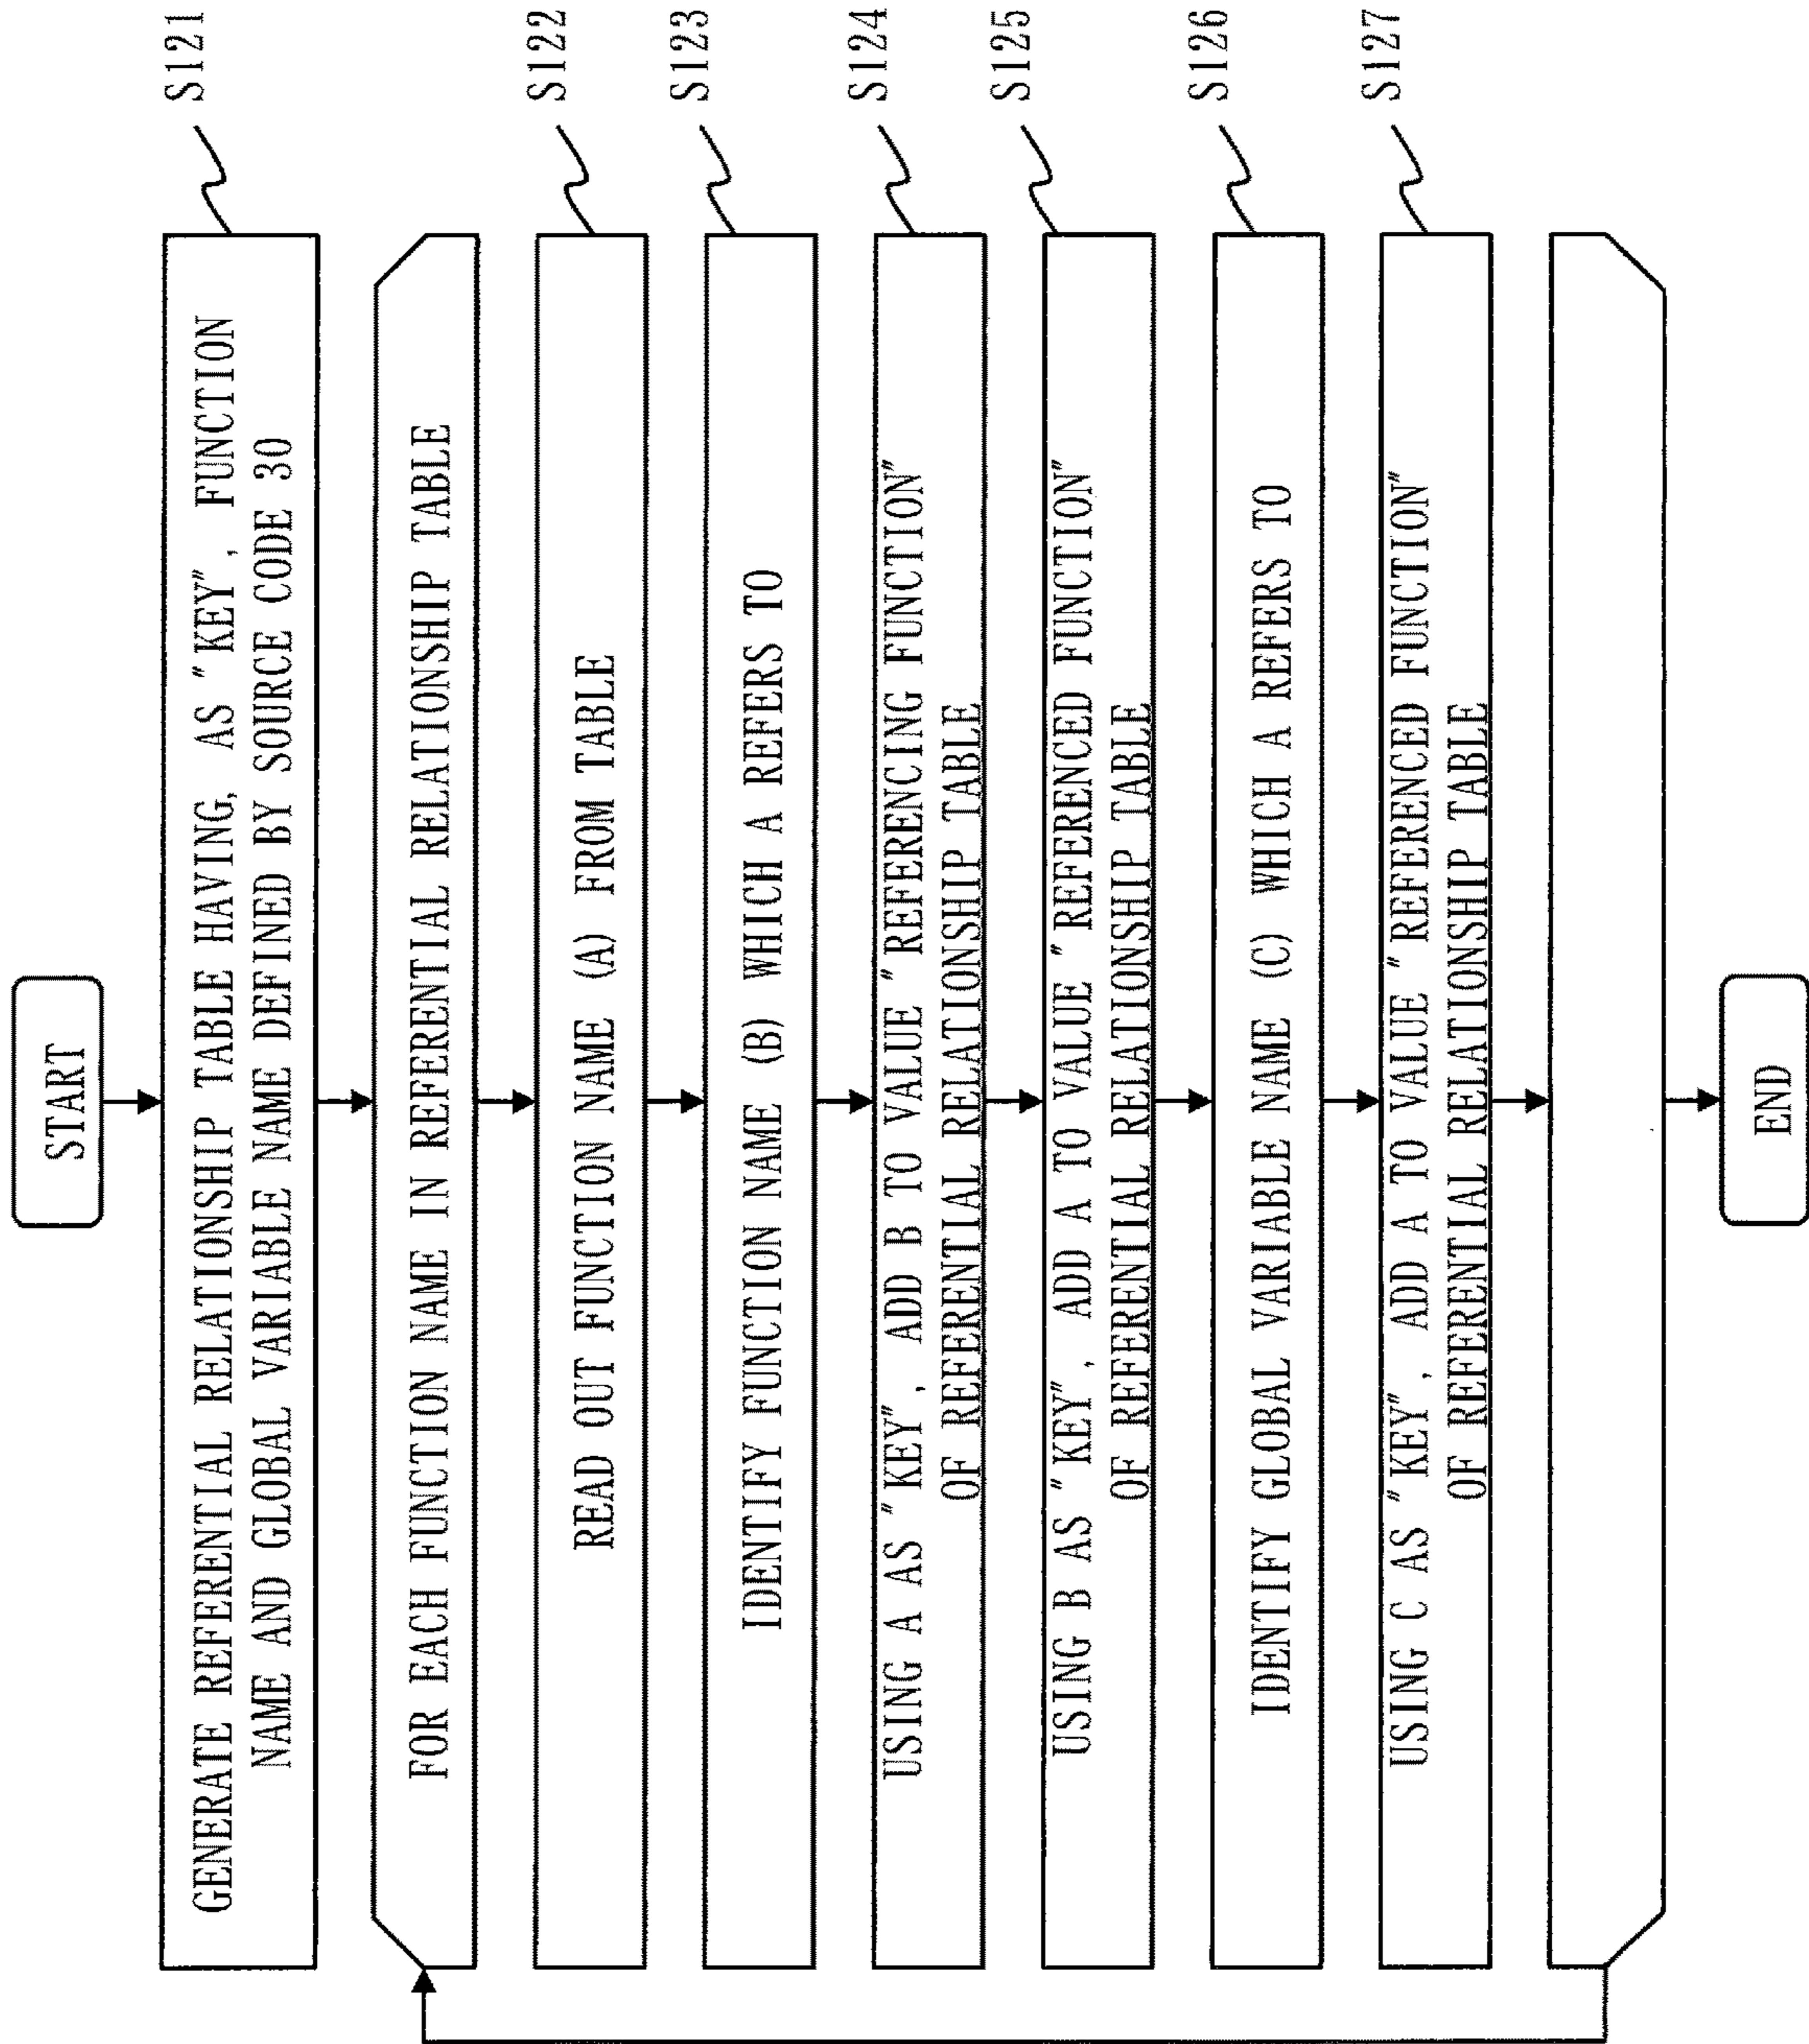 START
GENERATE REFERENTIAL RELATIONSHIP TABLE HAVING, AS "KEY", FUNCTION
NAME AND GLOBAL VARIABLE NAME DEFINED BY SOURCE CODE 30
S121
FOR EACH FUNCTION NAME IN REFERENTIAL RELATIONSHIP TABLE
READ OUT FUNCTION NAME (A) FROM TABLE
S122
IDENTIFY FUNCTION NAME (B) WHICH A REFERS TO
S123
USING A AS "KEY", ADD B TO VALUE "REFERENCING FUNCTION"
OF REFERENTIAL RELATIONSHIP TABLE
S124
USING B AS "KEY", ADD A TO VALUE "REFERENCED FUNCTION"
OF REFERENTIAL RELATIONSHIP TABLE
S125
IDENTIFY GLOBAL VARIABLE NAME (C) WHICH A REFERS TO
S126
USING C AS "KEY", ADD A TO VALUE "REFERENCED FUNCTION"
OF REFERENTIAL RELATIONSHIP TABLE
S127
END